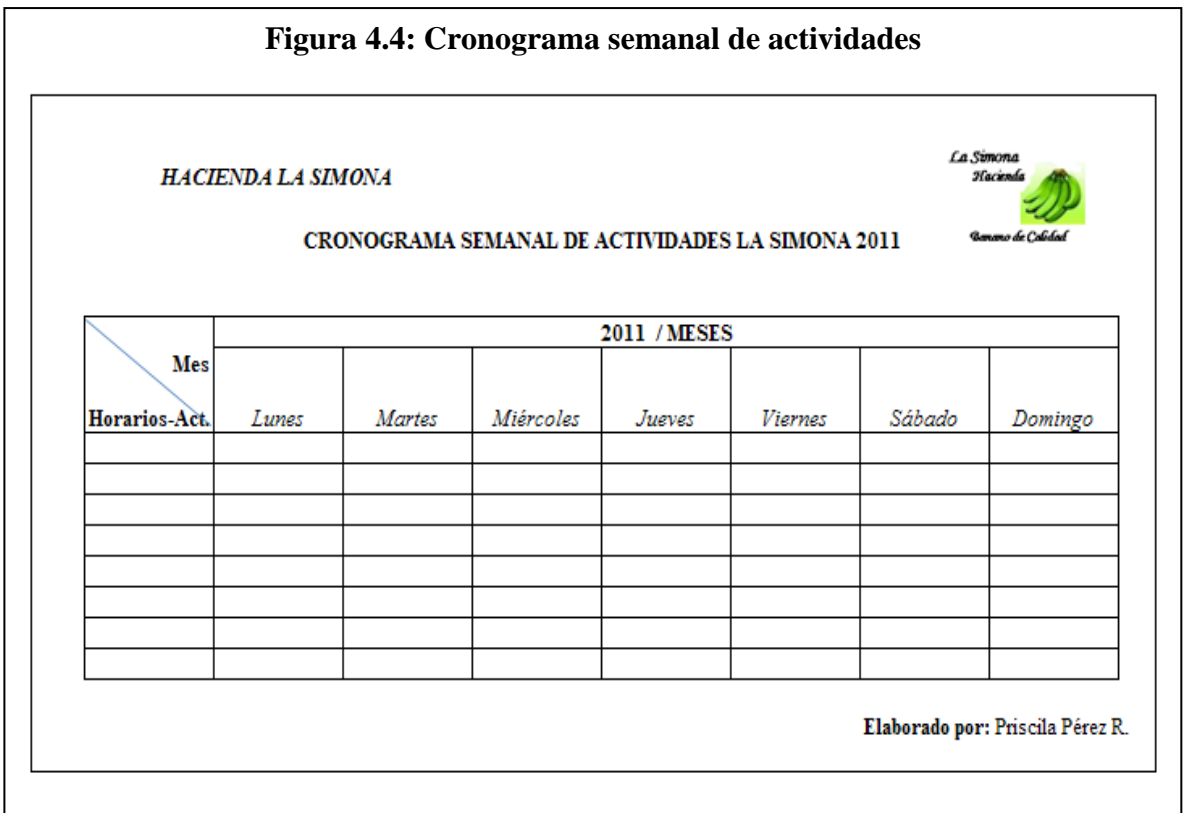 Figura 4.4: Cronograma semanal de actividades
La Simona
Hacienda
HACIENDA LA SIMONA
Banano de Calidad
CRONOGRAMA SEMANAL DE ACTIVIDADES LA SIMONA 2011
2011 / MESES
Mes
Horarios-Act. Lunes Martes Miércoles Jueves Viernes Sábado Domingo
Elaborado por: Priscila Pérez R.